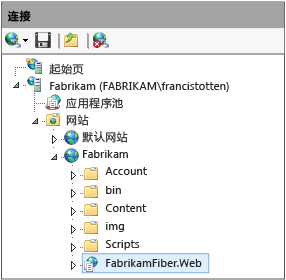 连接
起始页
Fabrikam (FABRIKAM\francistotten)
应用程序池
网站
默认网站
Fabrikam
Account
bin
Content
img
Scripts
FabrikamFiber.Web